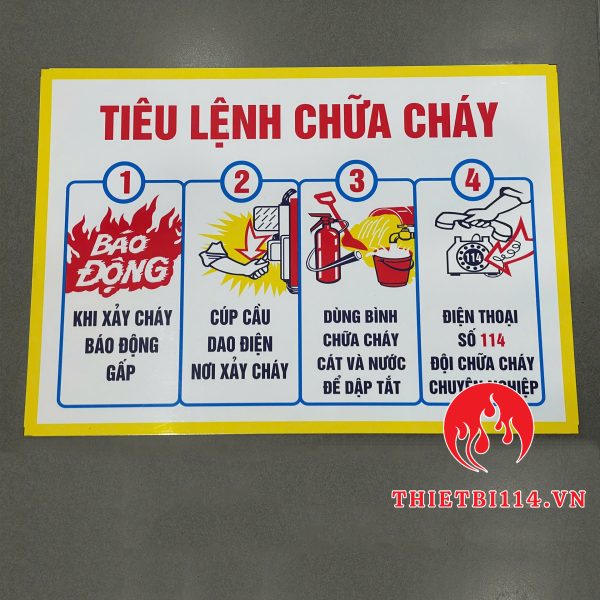 TIÊU LỆNH CHỮA CHÁY
1
BÁO
ĐỘNG
KHI XẢY CHÁY
BÁO ĐỘNG
GẤP
2
CÚP CẦU
DAO ĐIỆN
NƠI XẢY CHÁY
3
DÙNG BÌNH
CHỮA CHÁY
CÁT VÀ NƯỚC
ĐỂ DẬP TẮT
4
114
ĐIỆN THOẠI
SỐ 114
ĐỘI CHỮA CHÁY
CHUYÊN NGHIỆP
THIETBI114.VN